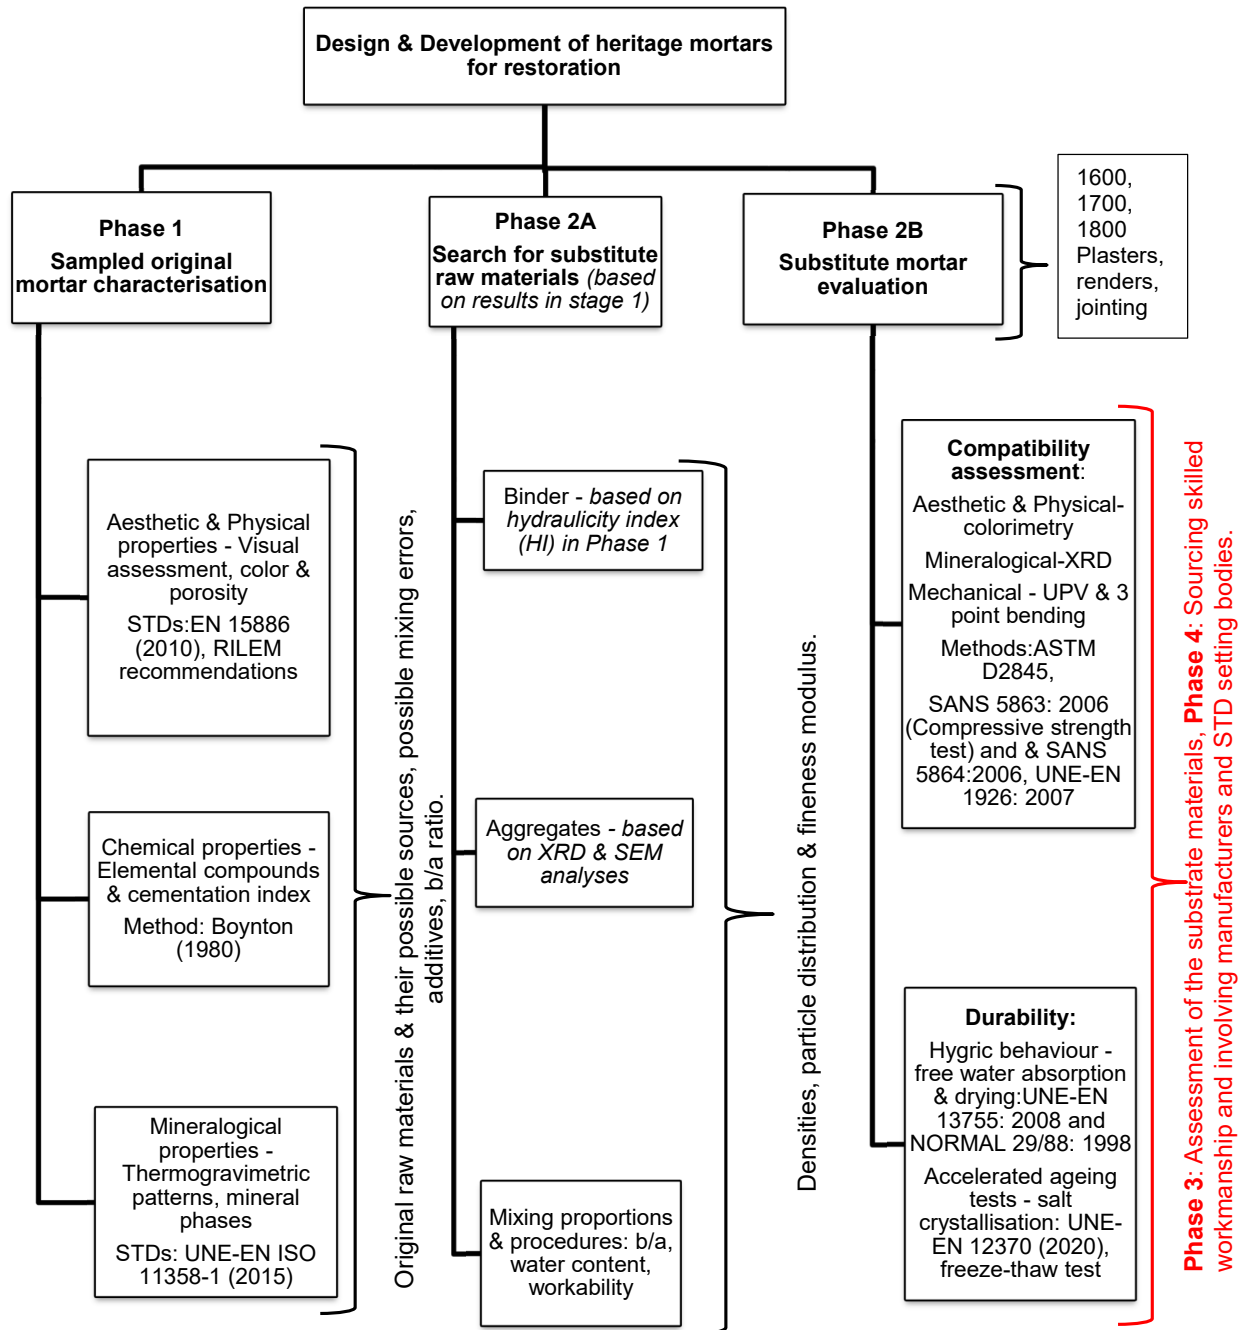 Design & Development of heritage mortars
for restoration
Phase 1
Sampled original
mortar characterisation
Phase 2A
Search for substitute
raw materials (based
on results in stage 1)
Phase 2B
Substitute mortar
evaluation
1600,
1700,
1800
Plasters,
renders,
jointing
Aesthetic & Physical
properties - Visual
assessment, color &
porosity
STDs:EN 15886
(2010), RILEM
recommendations
Chemical properties -
Elemental compounds
& cementation index
Method: Boynton
(1980)
Mineralogical
properties -
Thermogravimetric
patterns, mineral
phases
STDs: UNE-EN ISO
11358-1 (2015)
Original raw materials & their possible sources, possible mixing errors,
additives, b/a ratio.
Binder - based on
hydraulicity index
(HI) in Phase 1
Aggregates - based
on XRD & SEM
analyses
Mixing proportions
& procedures: b/a,
water content,
workability
Densities, particle distribution & fineness modulus.
Compatibility
assessment:
Aesthetic & Physical-
colorimetry
Mineralogical-XRD
Mechanical - UPV & 3
point bending
Methods:ASTM
D2845,
SANS 5863: 2006
(Compressive strength
test) and & SANS
5864:2006, UNE-EN
1926: 2007
Durability:
Hygric behaviour -
free water absorption
& drying:UNE-EN
13755: 2008 and
NORMAL 29/88: 1998
Accelerated ageing
tests - salt
crystallisation: UNE-
EN 12370 (2020),
freeze-thaw test
Phase 3: Assessment of the substrate materials, Phase 4: Sourcing skilled
workmanship and involving manufacturers and STD setting bodies.